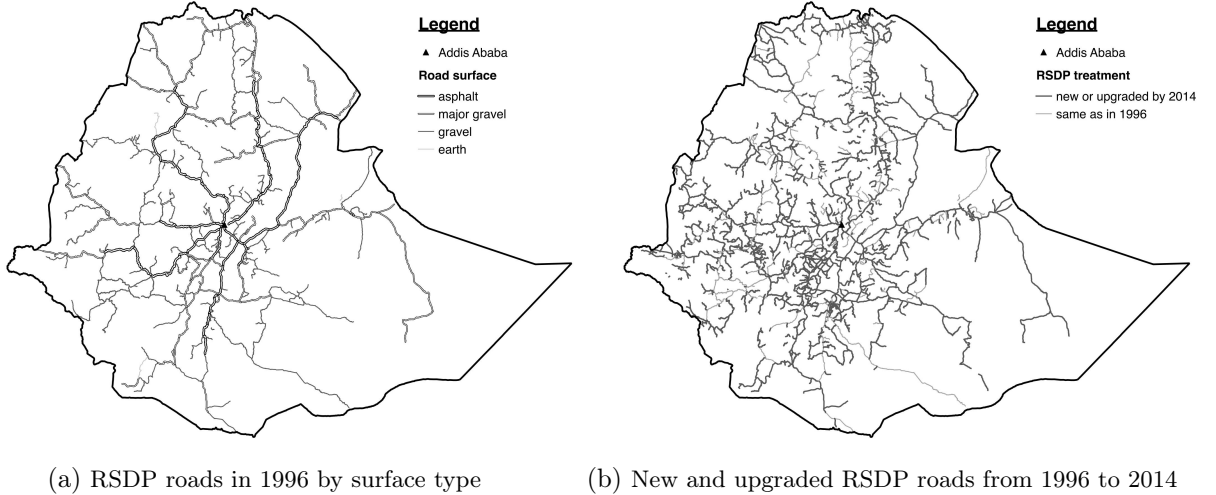 Legend
Addis Ababa
Road surface
asphalt
major gravel
gravel
earth
Legend
Addis Ababa
RSDP treatment
new or upgraded by 2014
same as in 1996
(a) RSDP roads in 1996 by surface type
(b) New and upgraded RSDP roads from 1996 to 2014